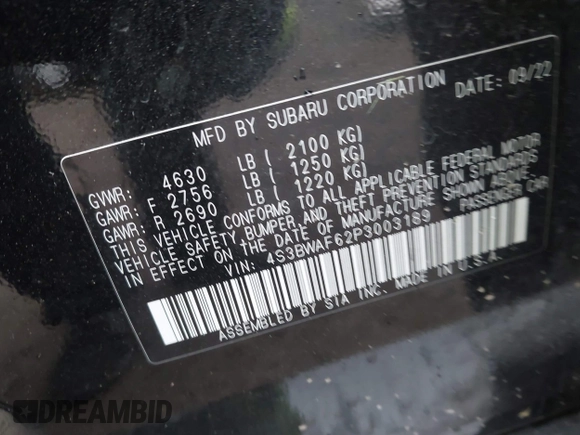 MFD BY SUBARU CORPORATION DATE: 09/22
GVWR: 4630 LB ( 2100 KG)
GAWR: F 2756 LB ( 1250 KG)
GAWR: R 2690 LB ( 1220 KG)
THIS VEHICLE CONFORMS TO ALL APPLICABLE FEDERAL MOTOR
VEHICLE SAFETY, BUMPER, AND THEFT PREVENTION STANDARDS
IN EFFECT ON THE DATE OF MANUFACTURE SHOWN ABOVE.
VIN: 4S3BWAF62P3003189 PASSENGER CAR
ASSEMBLED BY SIA INC. MADE IN U.S.A.
DREAMBID